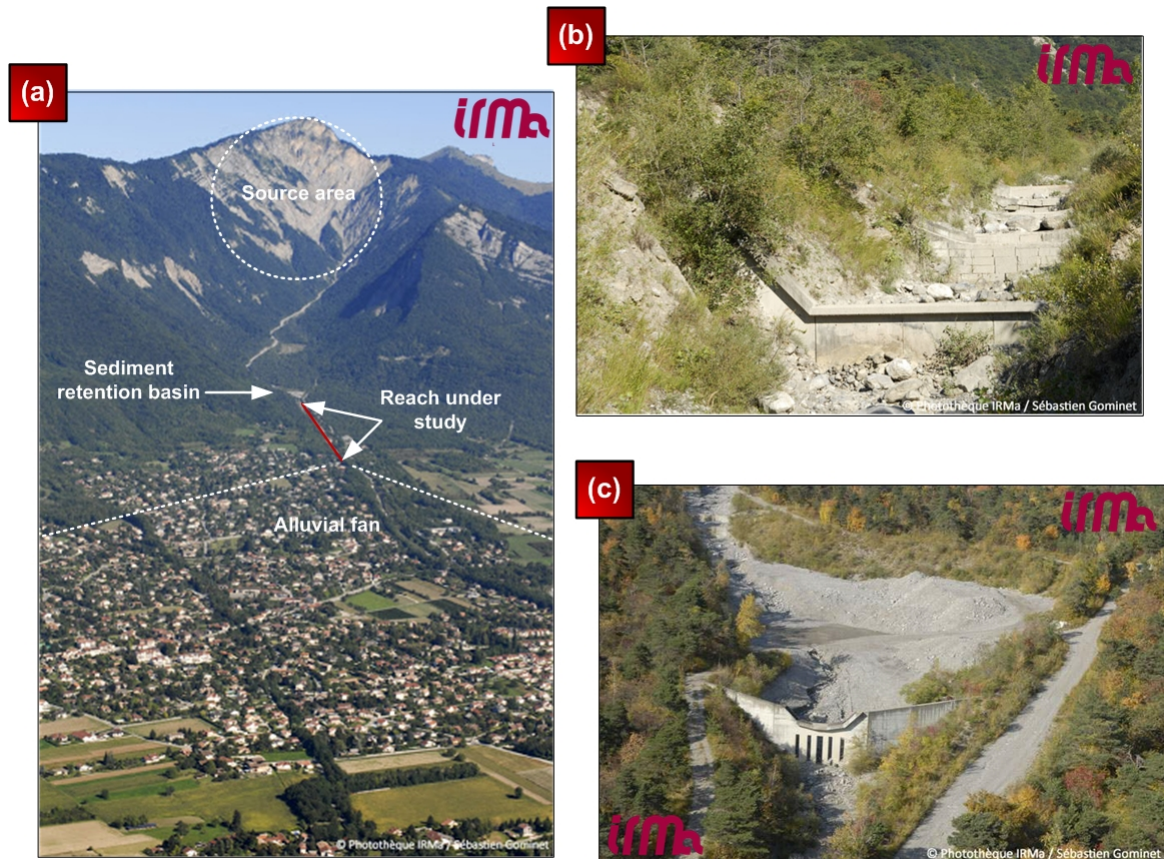 (a)
irma
Source area
Sediment
retention basin
Reach under
study
Alluvial fan
© Photothèque IRMa / Sébastien Gominet
(b)
irma
© Photothèque IRMa / Sébastien Gominet
(c)
irma
irma
© Photothèque IRMa / Sébastien Gominet